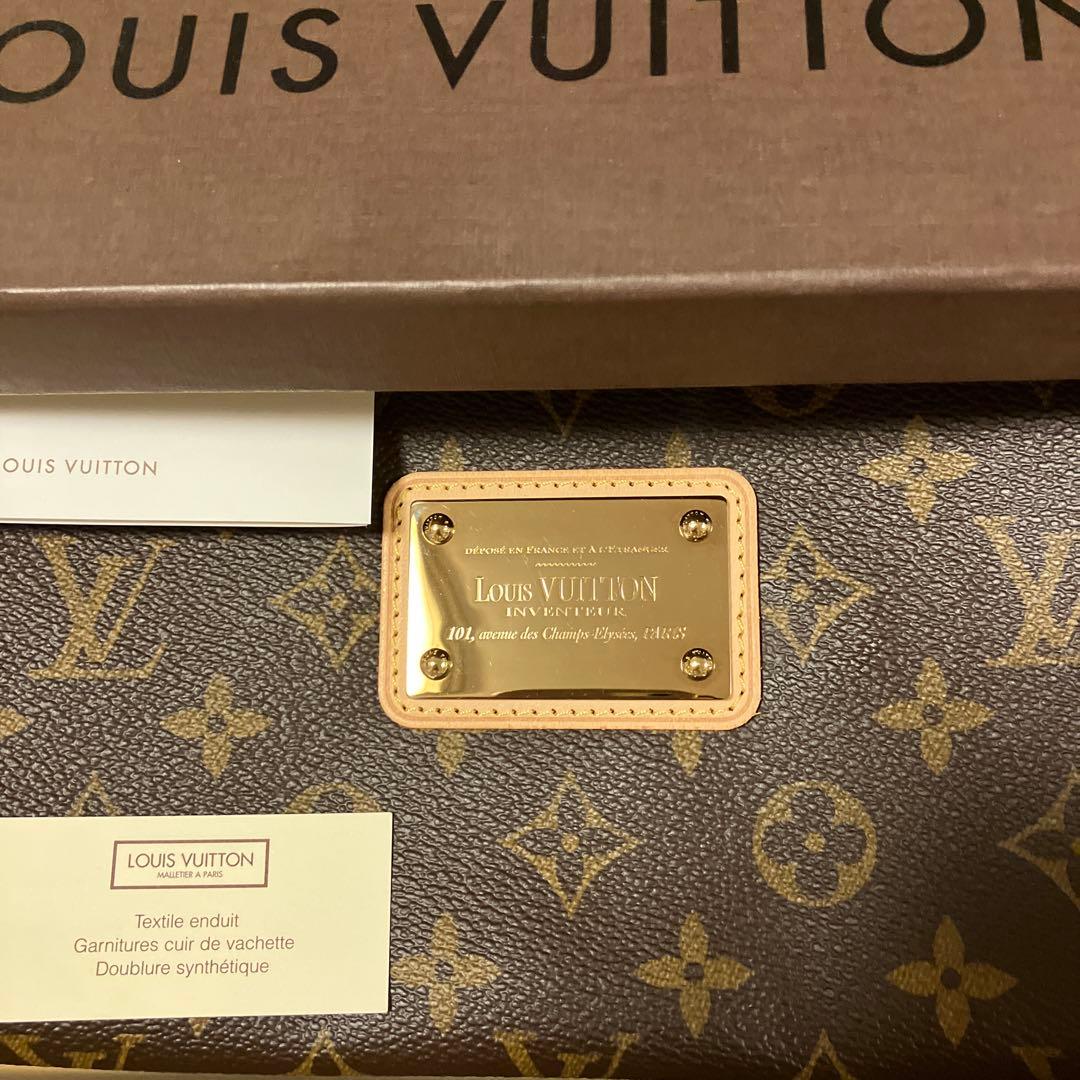 LOUIS VUITTON
LOUIS VUITTON
DÉPOSÉ EN FRANCE ET À L'ÉTRANGER
LOUIS VUITTON
INVENTEUR
101, avenue des Champs-Elysées, PARIS
LOUIS VUITTON
MALLETIER A PARIS
Textile enduit
Garnitures cuir de vachette
Doublure synthétique